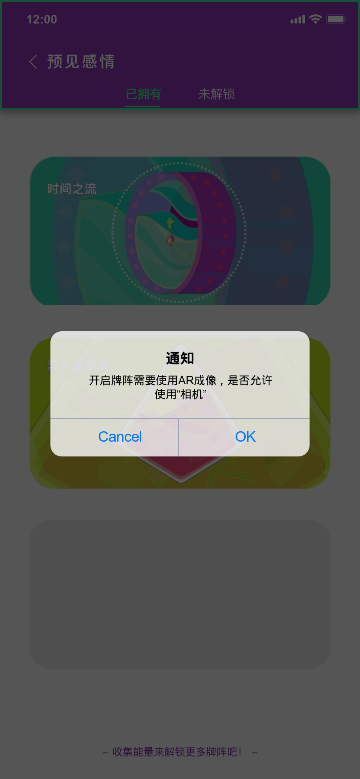 12:00
预见感情
已拥有 未解锁
时间之流
通知
开启牌阵需要使用AR成像，是否允许
使用“相机”
Cancel OK
– 收集能量来解锁更多牌阵吧！ –